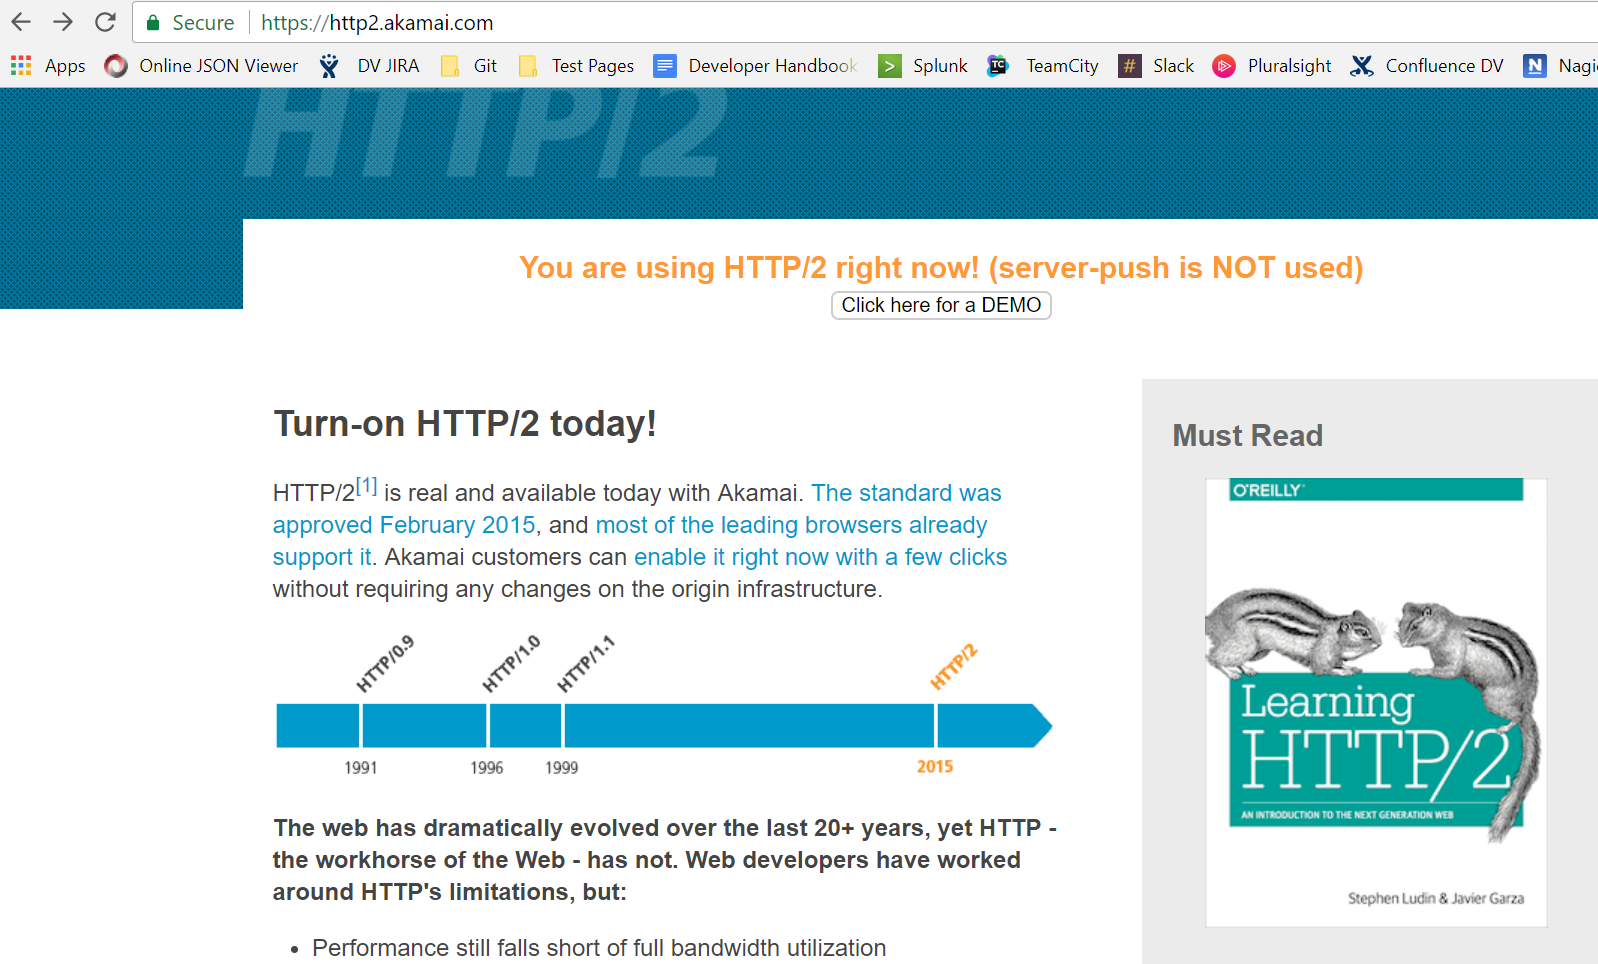 Secure https://http2.akamai.com
Apps Online JSON Viewer DV JIRA Git Test Pages Developer Handbook Splunk TeamCity # Slack Pluralsight Confluence DV N Nagi
HTTP/2
You are using HTTP/2 right now! (server-push is NOT used)
Click here for a DEMO
Turn-on HTTP/2 today!
HTTP/2[1] is real and available today with Akamai. The standard was
approved February 2015, and most of the leading browsers already
support it. Akamai customers can enable it right now with a few clicks
without requiring any changes on the origin infrastructure.
HTTP/0.9 HTTP/1.0 HTTP/1.1 HTTP/2
1991 1996 1999 2015
The web has dramatically evolved over the last 20+ years, yet HTTP -
the workhorse of the Web - has not. Web developers have worked
around HTTP's limitations, but:
• Performance still falls short of full bandwidth utilization
Must Read
O'REILLY
Learning
HTTP/2
AN INTRODUCTION TO THE NEXT GENERATION WEB
Stephen Ludin & Javier Garza